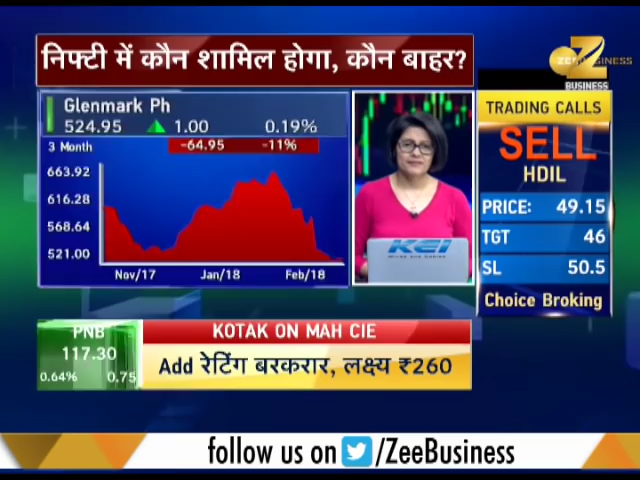 निफ्टी में कौन शामिल होगा, कौन बाहर?
ZEE BUSINESS
BUSINESS
Glenmark Ph
524.95 1.00 0.19%
3 Month -64.95 -11%
663.92
616.28
568.64
521.00
Nov/17 Jan/18 Feb/18
KEI
TRADING CALLS
SELL
HDIL
PRICE: 49.15
TGT 46
SL 50.5
Choice Broking
PNB
117.30
0.64% 0.75
KOTAK ON MAH CIE
Add रेटिंग बरकरार, लक्ष्य ₹260
follow us on /ZeeBusiness